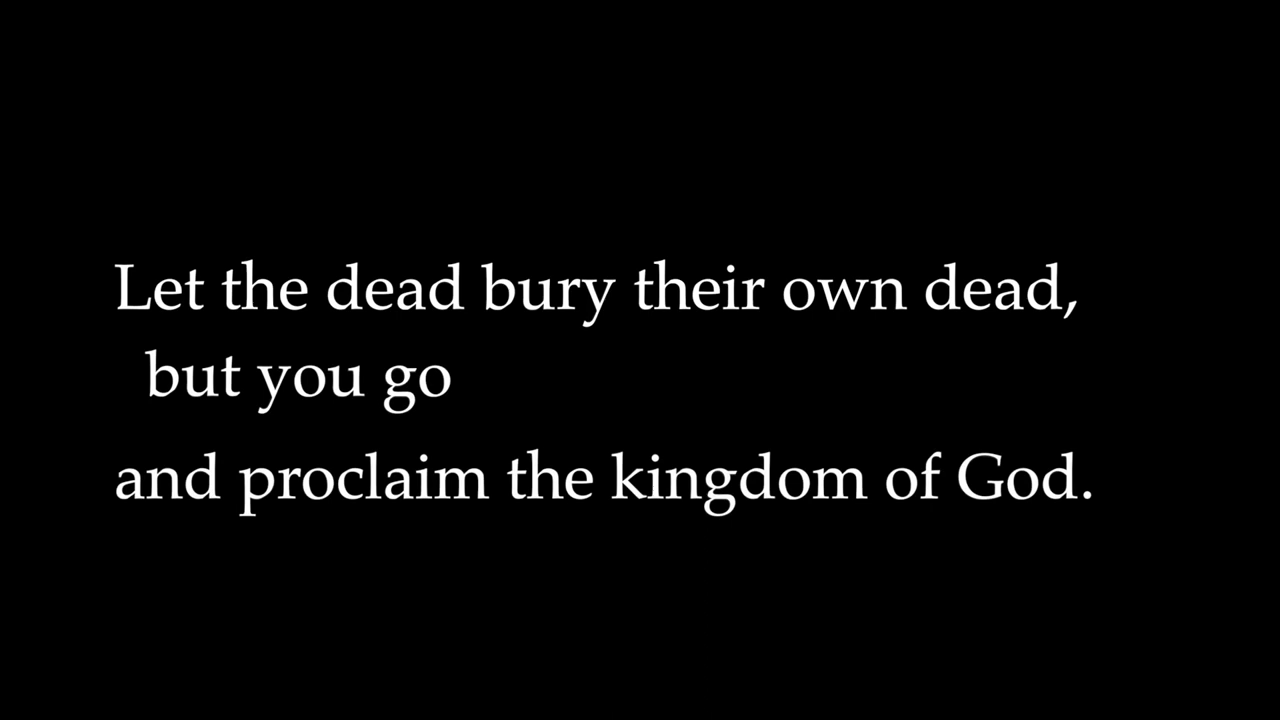 Let the dead bury their own dead,
but you go
and proclaim the kingdom of God.